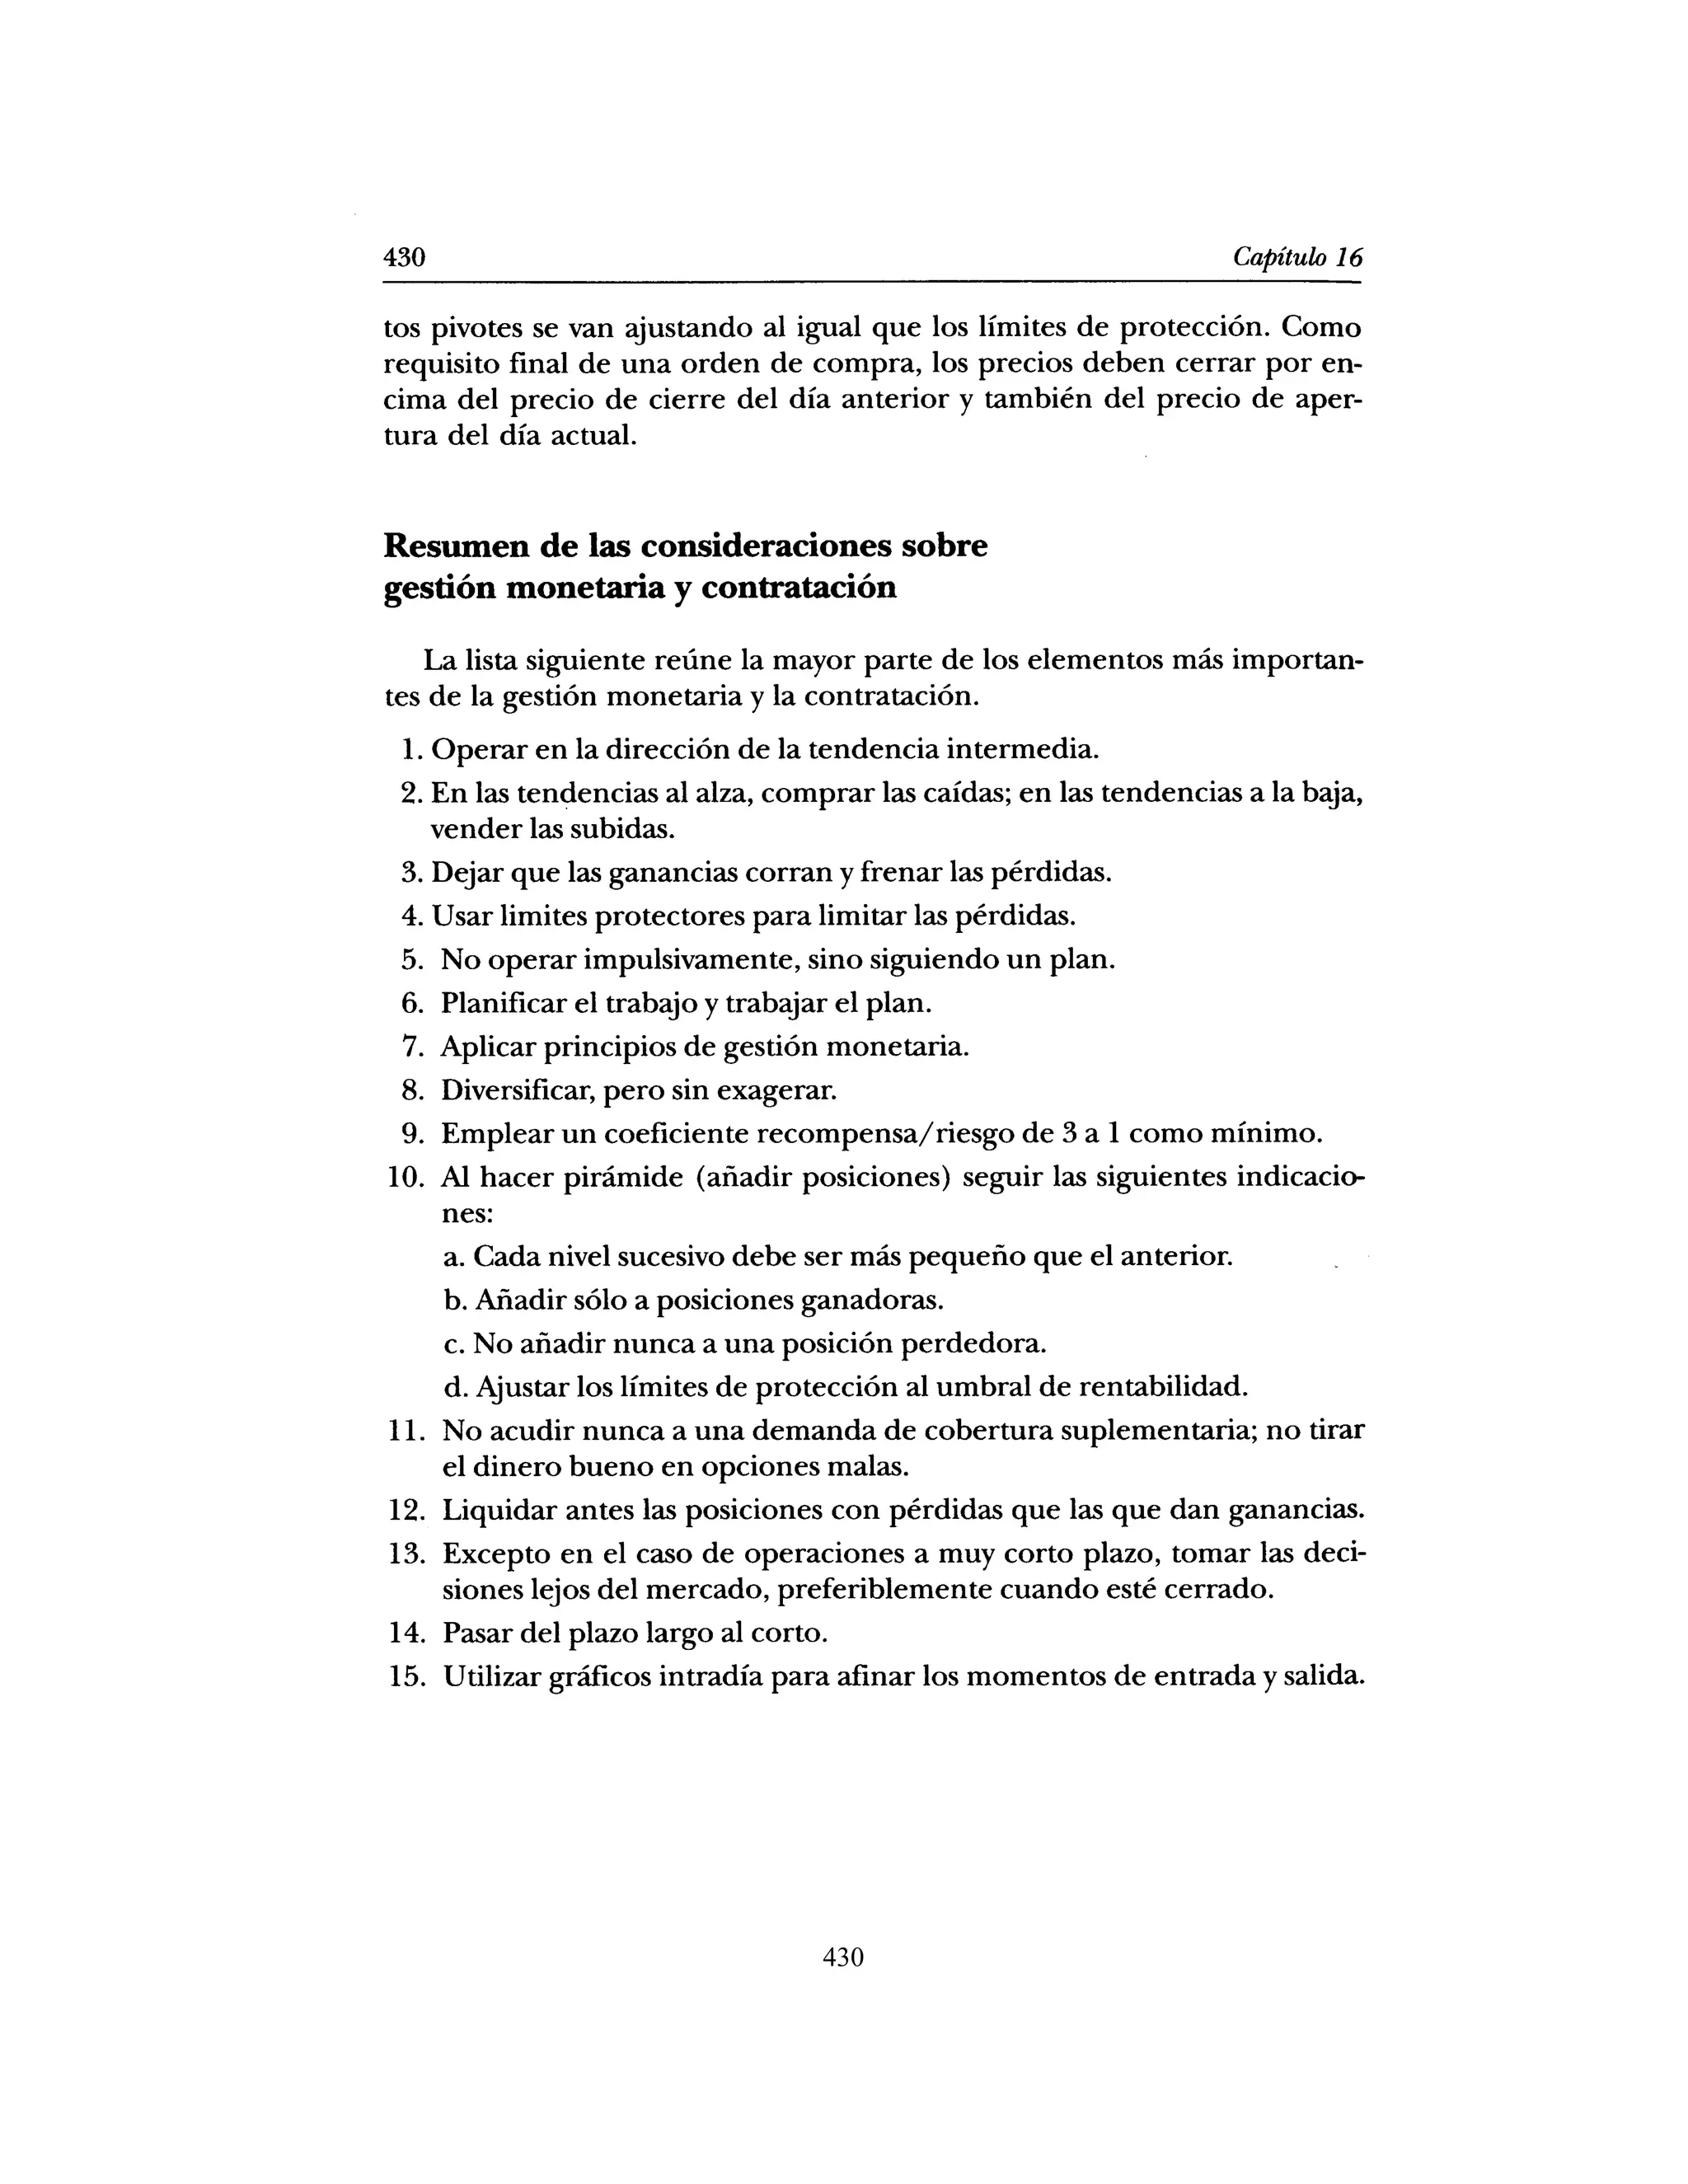 430 Capítulo 16
tos pivotes se van ajustando al igual que los límites de protección. Como
requisito final de una orden de compra, los precios deben cerrar por en-
cima del precio de cierre del día anterior y también del precio de aper-
tura del día actual.
Resumen de las consideraciones sobre
gestión monetaria y contratación
La lista siguiente reúne la mayor parte de los elementos más importan-
tes de la gestión monetaria y la contratación.
1. Operar en la dirección de la tendencia intermedia.
2. En las tendencias al alza, comprar las caídas; en las tendencias a la baja,
vender las subidas.
3. Dejar que las ganancias corran y frenar las pérdidas.
4. Usar limites protectores para limitar las pérdidas.
5. No operar impulsivamente, sino siguiendo un plan.
6. Planificar el trabajo y trabajar el plan.
7. Aplicar principios de gestión monetaria.
8. Diversificar, pero sin exagerar.
9. Emplear un coeficiente recompensa/riesgo de 3 a 1 como mínimo.
10. Al hacer pirámide (añadir posiciones) seguir las siguientes indicacio-
nes:
a. Cada nivel sucesivo debe ser más pequeño que el anterior.
b. Añadir sólo a posiciones ganadoras.
c. No añadir nunca a una posición perdedora.
d. Ajustar los límites de protección al umbral de rentabilidad.
11. No acudir nunca a una demanda de cobertura suplementaria; no tirar
el dinero bueno en opciones malas.
12. Liquidar antes las posiciones con pérdidas que las que dan ganancias.
13. Excepto en el caso de operaciones a muy corto plazo, tomar las deci-
siones lejos del mercado, preferiblemente cuando esté cerrado.
14. Pasar del plazo largo al corto.
15. Utilizar gráficos intradía para afinar los momentos de entrada y salida.
430